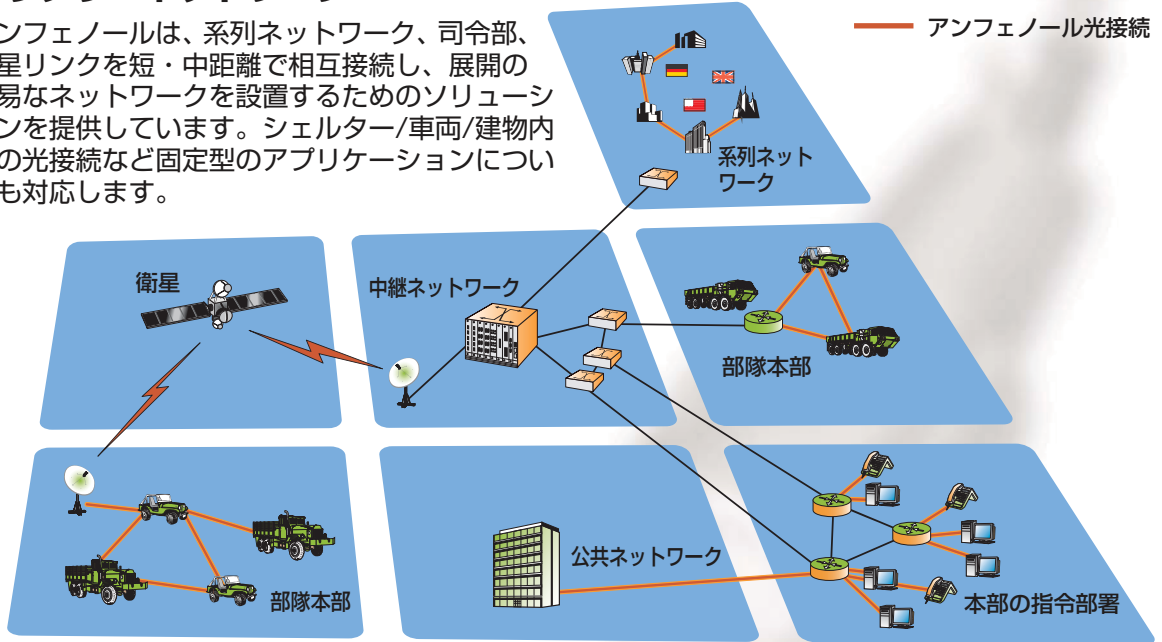 ンフェノールは、系列ネットワーク、司令部、
星リンクを短・中距離で相互接続し、展開の
易なネットワークを設置するためのソリューシ
ンを提供しています。シェルター/車両/建物内
の光接続など固定型のアプリケーションについ
も対応します。
アンフェノール光接続
系列ネット
ワーク
衛星
中継ネットワーク
部隊本部
部隊本部
公共ネットワーク
本部の指令部署